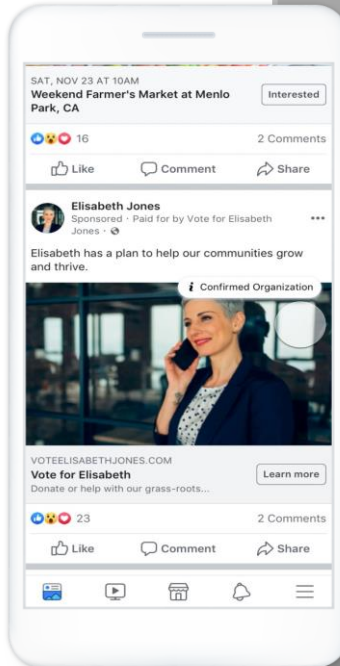 SAT, NOV 23 AT 10AM
Weekend Farmer's Market at Menlo
Park, CA
Interested
16
2 Comments
Like
Comment
Share
Elisabeth Jones
Sponsored · Paid for by Vote for Elisabeth
Jones ·
Elisabeth has a plan to help our communities grow
and thrive.
i Confirmed Organization
VOTEELISABETHJONES.COM
Vote for Elisabeth
Donate or help with our grass-roots...
Learn more
23
2 Comments
Like
Comment
Share